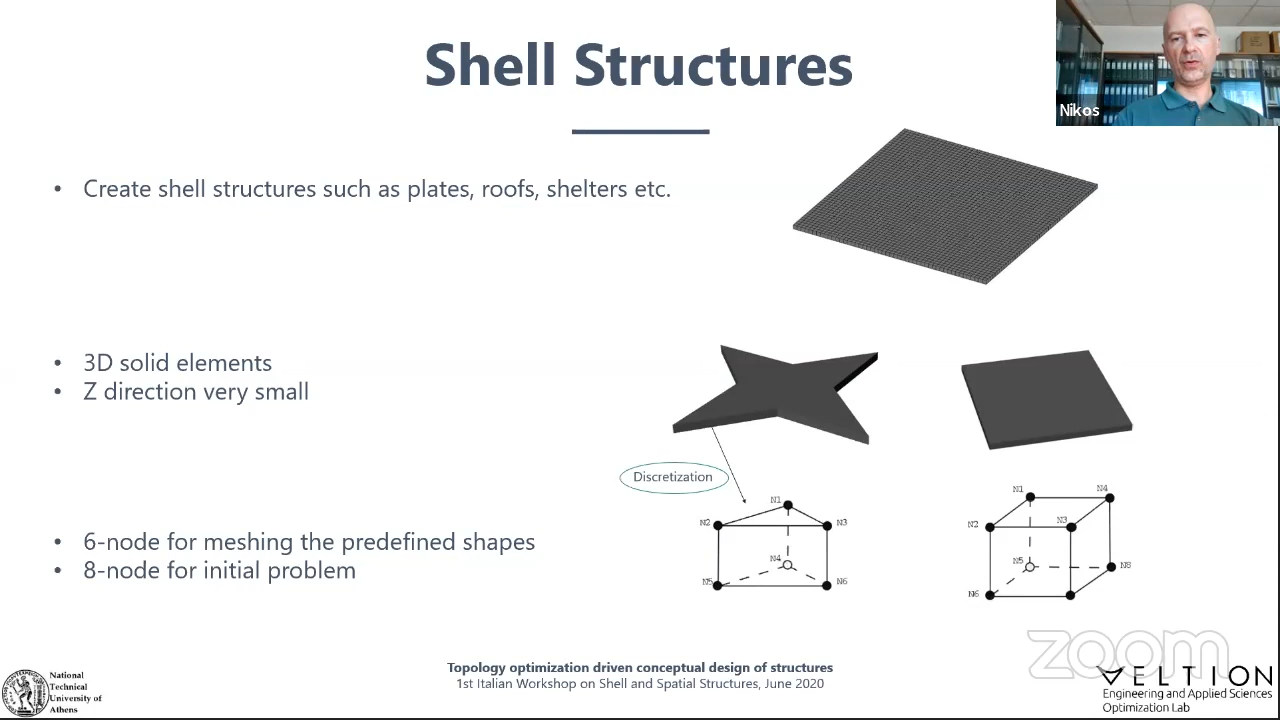 Shell Structures
Nikos
• Create shell structures such as plates, roofs, shelters etc.
• 3D solid elements
• Z direction very small
Discretization
N1
N2
N3
N4
N5
N6
N1
N4
N2
N3
N5
N8
N6
• 6-node for meshing the predefined shapes
• 8-node for initial problem
zoom
National
Technical
University of
Athens
Topology optimization driven conceptual design of structures
1st Italian Workshop on Shell and Spatial Structures, June 2020
VELTION
Engineering and Applied Sciences
Optimization Lab